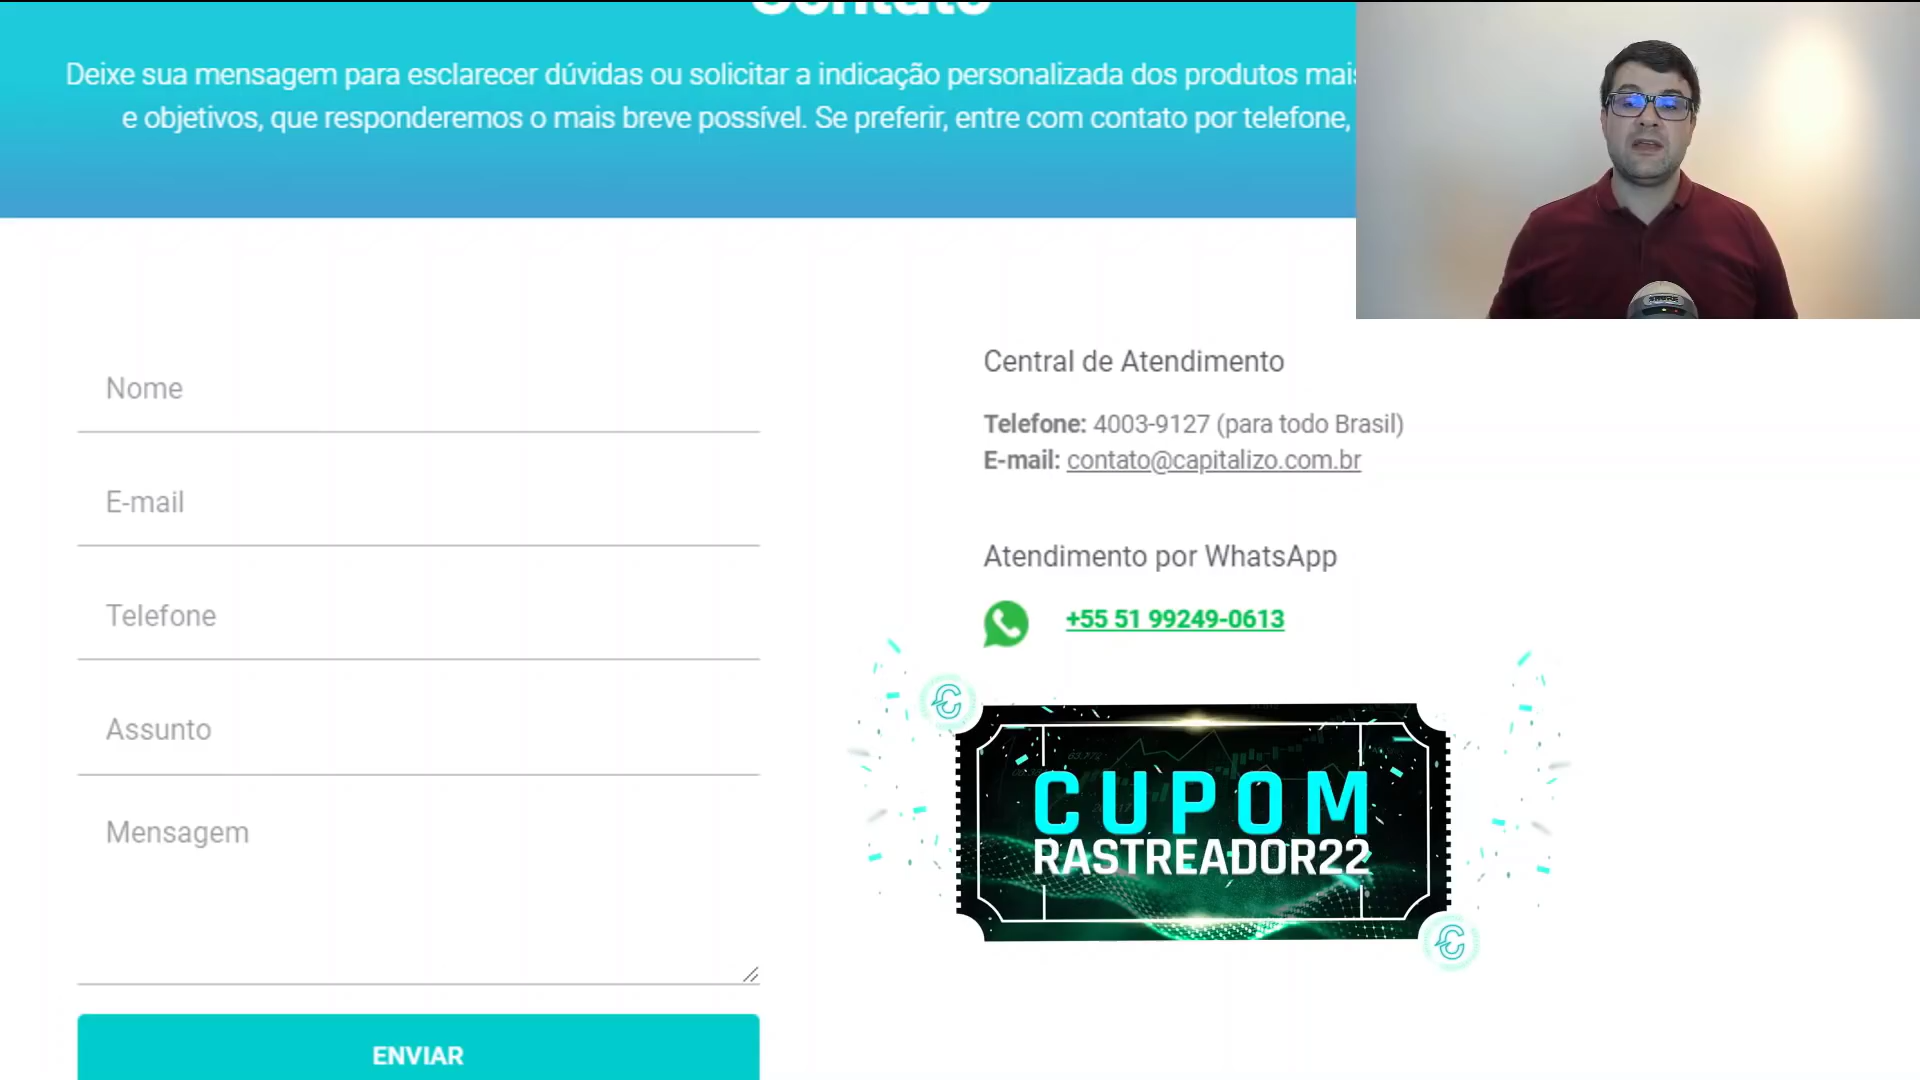 Contato
Deixe sua mensagem para esclarecer dúvidas ou solicitar a indicação personalizada dos produtos mais
e objetivos, que responderemos o mais breve possível. Se preferir, entre com contato por telefone,
Nome
E-mail
Telefone
Assunto
Mensagem
ENVIAR
Central de Atendimento
Telefone: 4003-9127 (para todo Brasil)
E-mail: contato@capitalizo.com.br
Atendimento por WhatsApp
+55 51 99249-0613
CUPOM
RASTREADOR22